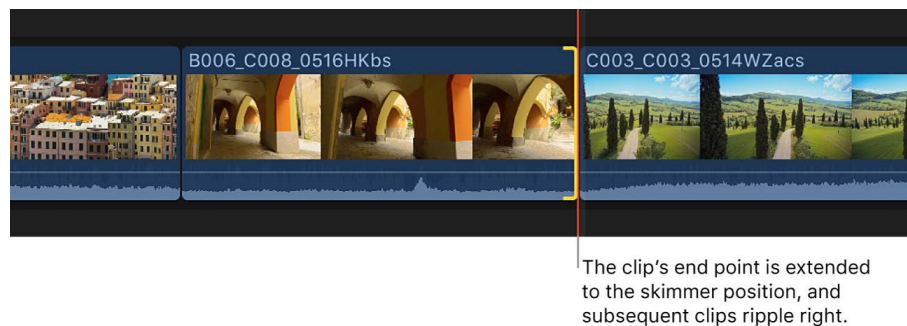 B006_C008_0516HKbs
C003_C003_0514WZacs
The clip’s end point is extended
to the skimmer position, and
subsequent clips ripple right.